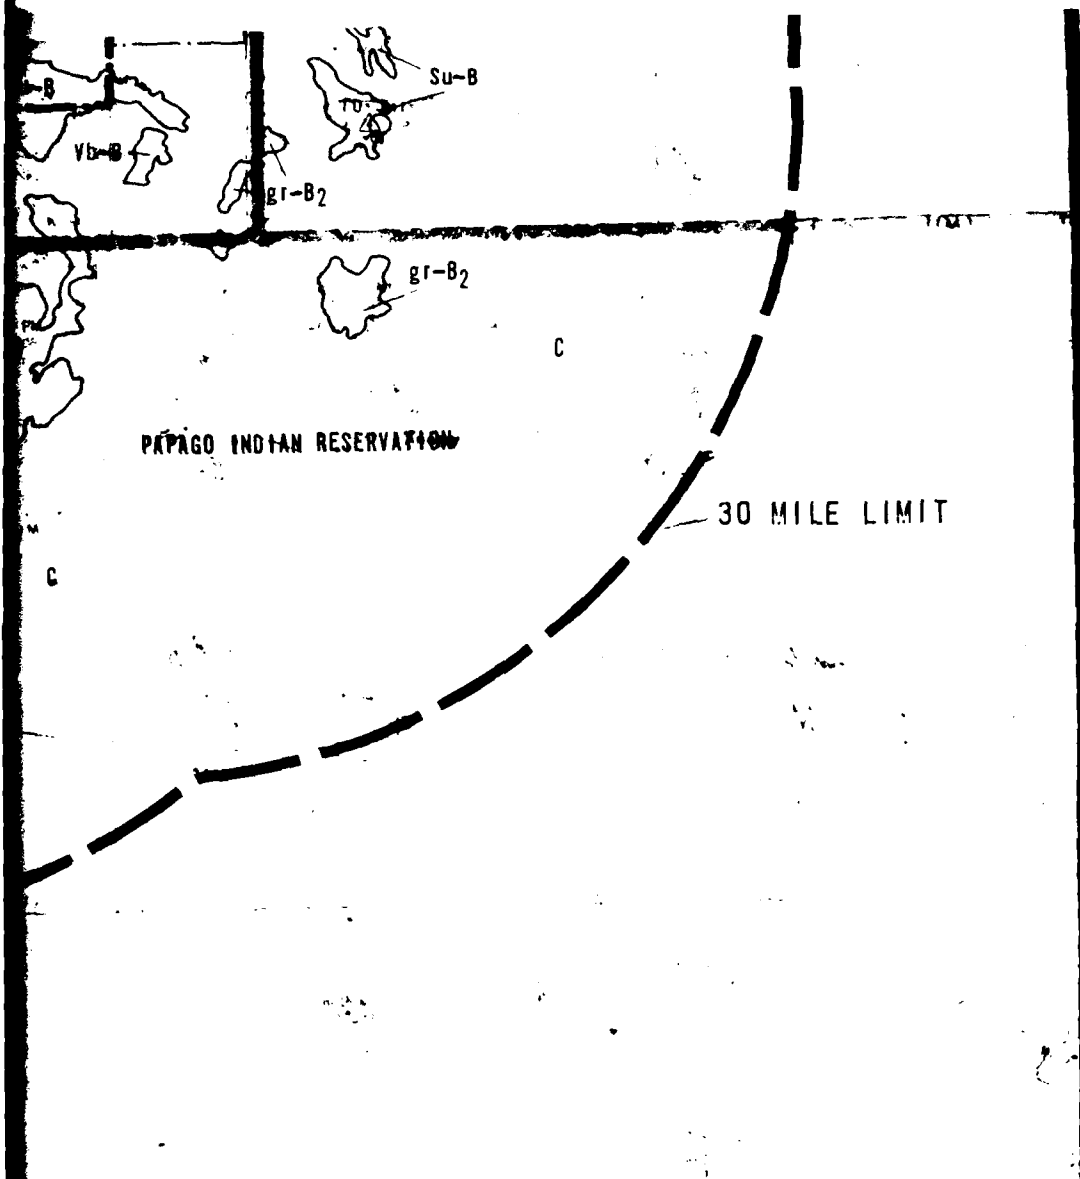 Su-B
Vb-B
gr-B2
gr-B2
C
PAPAGO INDIAN RESERVATION
30 MILE LIMIT
M
C